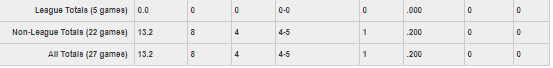 League Totals (5 games) 0.0 0 0 0-0 0 .000 0 0
Non-League Totals (22 games) 13.2 8 4 4-5 1 .200 0 0
All Totals (27 games) 13.2 8 4 4-5 1 .200 0 0